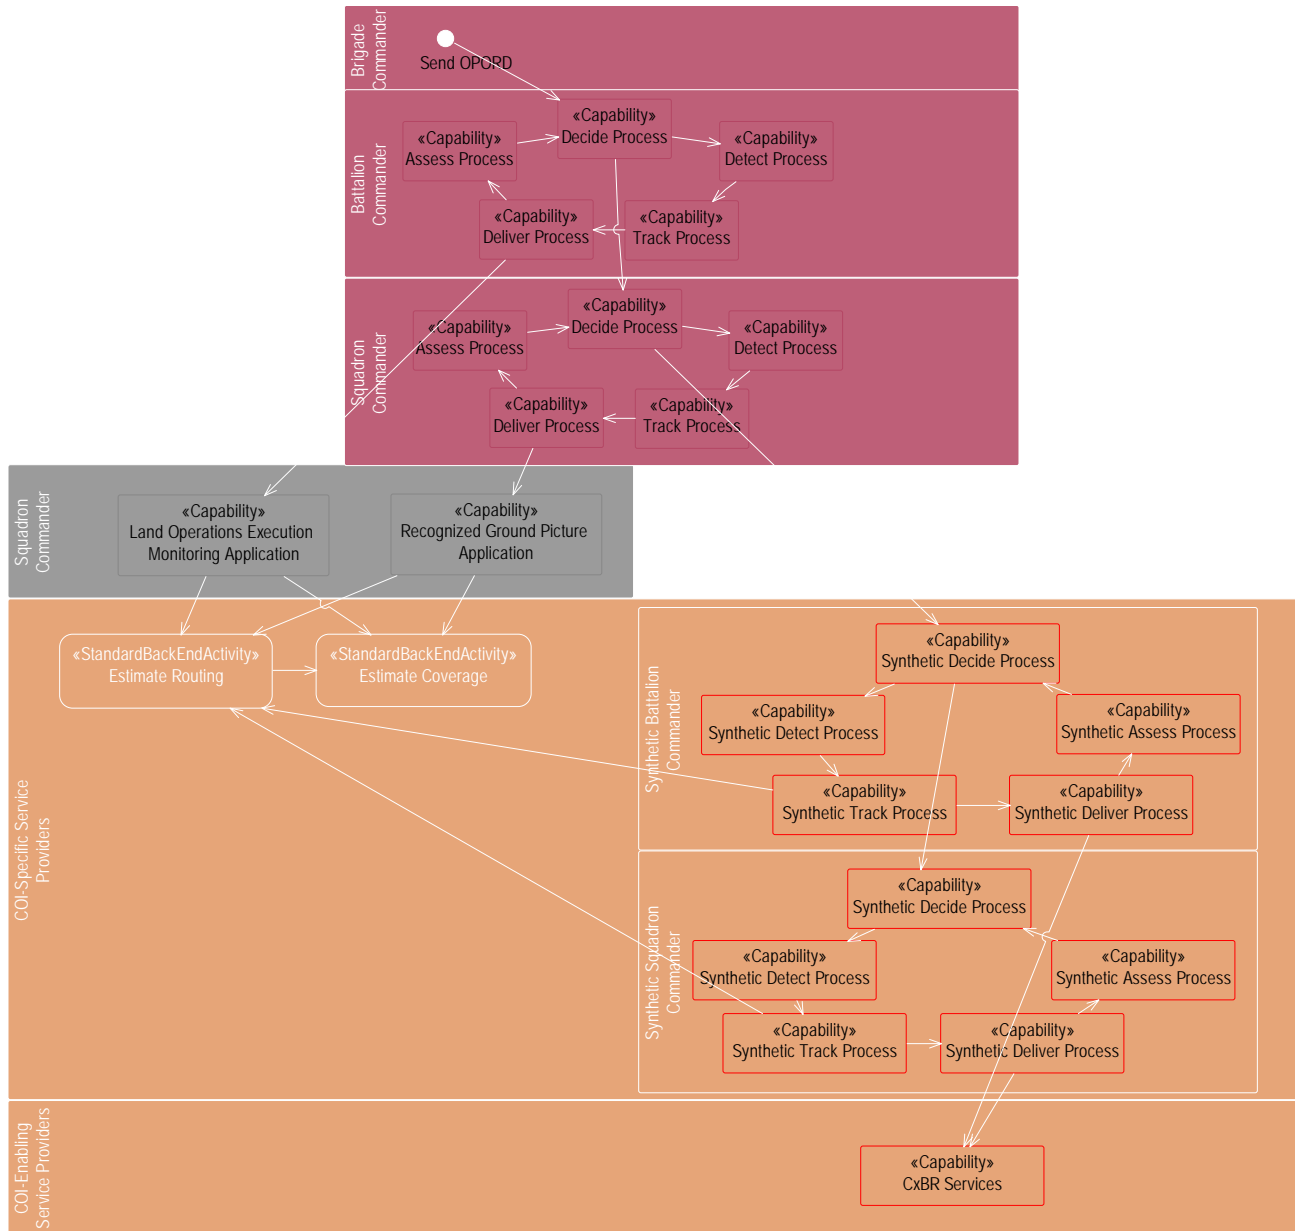 Brigade
Commander
Send OPORD
Battalion
Commander
«Capability»
Decide Process
«Capability»
Assess Process
«Capability»
Detect Process
«Capability»
Deliver Process
«Capability»
Track Process
Squadron
Commander
«Capability»
Decide Process
«Capability»
Assess Process
«Capability»
Detect Process
«Capability»
Deliver Process
«Capability»
Track Process
Squadron
Commander
«Capability»
Land Operations Execution
Monitoring Application
«Capability»
Recognized Ground Picture
Application
COI-Specific Service
Providers
«StandardBackEndActivity»
Estimate Routing
«StandardBackEndActivity»
Estimate Coverage
Synthetic Battalion
Commander
«Capability»
Synthetic Decide Process
«Capability»
Synthetic Detect Process
«Capability»
Synthetic Assess Process
«Capability»
Synthetic Track Process
«Capability»
Synthetic Deliver Process
Synthetic Squadron
Commander
«Capability»
Synthetic Decide Process
«Capability»
Synthetic Detect Process
«Capability»
Synthetic Assess Process
«Capability»
Synthetic Track Process
«Capability»
Synthetic Deliver Process
COI-Enabling
Service Providers
«Capability»
CxBR Services